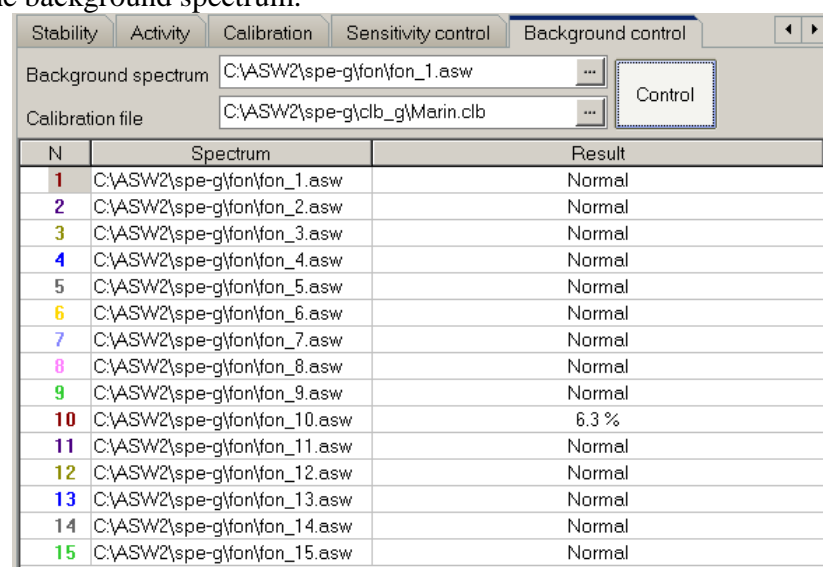 ne background spectrum.
Stability Activity Calibration Sensitivity control Background control
Background spectrum C:\ASW2\spe-g\fon\fon_1.asw ...
Control
Calibration file C:\ASW2\spe-g\clb_g\Marin.clb ...
N Spectrum Result
1 C:\ASW2\spe-g\fon\fon_1.asw Normal
2 C:\ASW2\spe-g\fon\fon_2.asw Normal
3 C:\ASW2\spe-g\fon\fon_3.asw Normal
4 C:\ASW2\spe-g\fon\fon_4.asw Normal
5 C:\ASW2\spe-g\fon\fon_5.asw Normal
6 C:\ASW2\spe-g\fon\fon_6.asw Normal
7 C:\ASW2\spe-g\fon\fon_7.asw Normal
8 C:\ASW2\spe-g\fon\fon_8.asw Normal
9 C:\ASW2\spe-g\fon\fon_9.asw Normal
10 C:\ASW2\spe-g\fon\fon_10.asw 6.3 %
11 C:\ASW2\spe-g\fon\fon_11.asw Normal
12 C:\ASW2\spe-g\fon\fon_12.asw Normal
13 C:\ASW2\spe-g\fon\fon_13.asw Normal
14 C:\ASW2\spe-g\fon\fon_14.asw Normal
15 C:\ASW2\spe-g\fon\fon_15.asw Normal